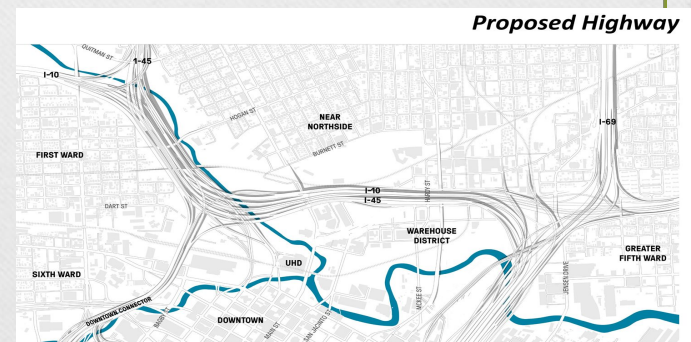 Proposed Highway
QUITMAN ST
I-45
I-10
I-69
HOGAN ST
NEAR
NORTHSIDE
BURNETT ST
FIRST WARD
I-10
I-45
HARDY ST
DART ST
WAREHOUSE
DISTRICT
GREATER
FIFTH WARD
UHD
SIXTH WARD
JENSEN DRIVE
MCKEE ST
DOWNTOWN CONNECTOR
BAGBY ST
DOWNTOWN
MAIN ST
SAN JACINTO ST